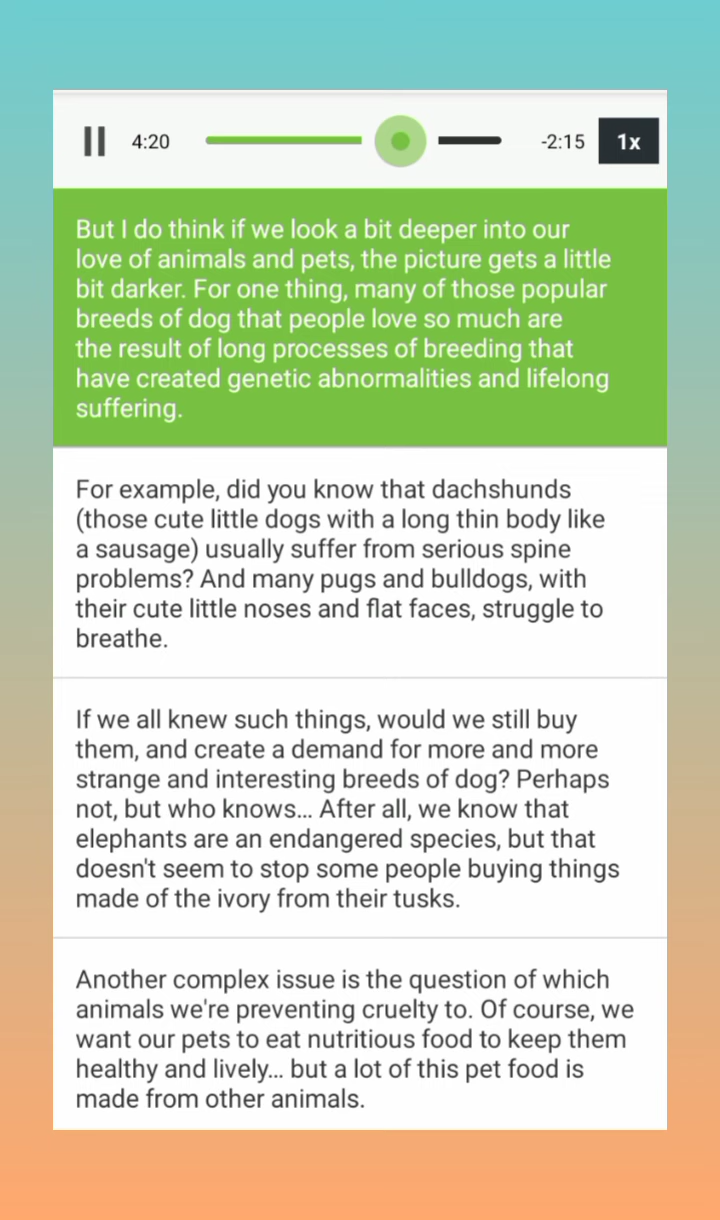 4:20
-2:15
1x
But I do think if we look a bit deeper into our
love of animals and pets, the picture gets a little
bit darker. For one thing, many of those popular
breeds of dog that people love so much are
the result of long processes of breeding that
have created genetic abnormalities and lifelong
suffering.
For example, did you know that dachshunds
(those cute little dogs with a long thin body like
a sausage) usually suffer from serious spine
problems? And many pugs and bulldogs, with
their cute little noses and flat faces, struggle to
breathe.
If we all knew such things, would we still buy
them, and create a demand for more and more
strange and interesting breeds of dog? Perhaps
not, but who knows... After all, we know that
elephants are an endangered species, but that
doesn't seem to stop some people buying things
made of the ivory from their tusks.
Another complex issue is the question of which
animals we're preventing cruelty to. Of course, we
want our pets to eat nutritious food to keep them
healthy and lively... but a lot of this pet food is
made from other animals.